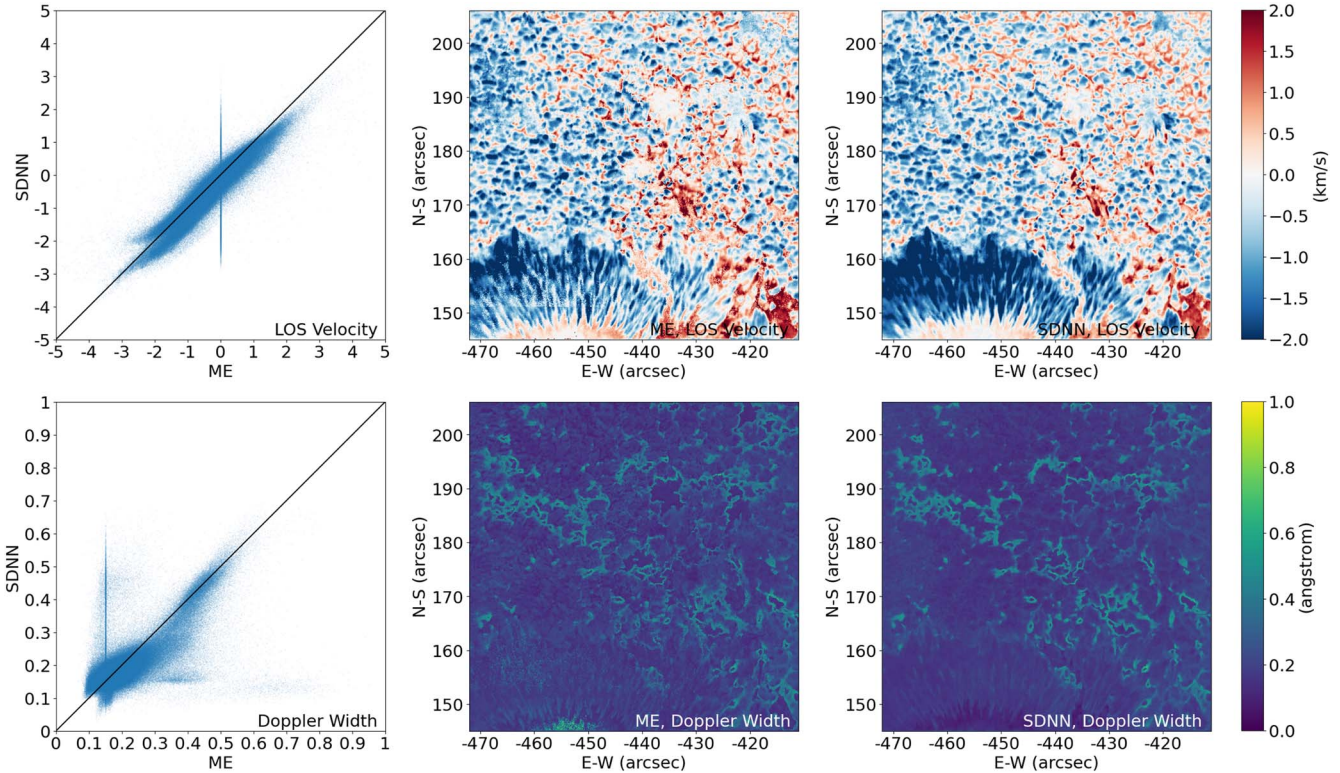 5
4
3
2
1
0
-1
-2
-3
-4
-5
SDNN
LOS Velocity
-5 -4 -3 -2 -1 0 1 2 3 4 5
ME
200
190
180
170
160
150
N-S (arcsec)
ME, LOS Velocity
-470 -460 -450 -440 -430 -420
E-W (arcsec)
200
190
180
170
160
150
N-S (arcsec)
SDNN, LOS Velocity
-470 -460 -450 -440 -430 -420
E-W (arcsec)
2.0
1.5
1.0
0.5
0.0
−0.5
−1.0
−1.5
−2.0
(km/s)
1
0.9
0.8
0.7
0.6
0.5
0.4
0.3
0.2
0.1
0
SDNN
Doppler Width
0 0.1 0.2 0.3 0.4 0.5 0.6 0.7 0.8 0.9 1
ME
200
190
180
170
160
150
N-S (arcsec)
ME, Doppler Width
-470 -460 -450 -440 -430 -420
E-W (arcsec)
200
190
180
170
160
150
N-S (arcsec)
SDNN, Doppler Width
-470 -460 -450 -440 -430 -420
E-W (arcsec)
1.0
0.8
0.6
0.4
0.2
0.0
(angstrom)